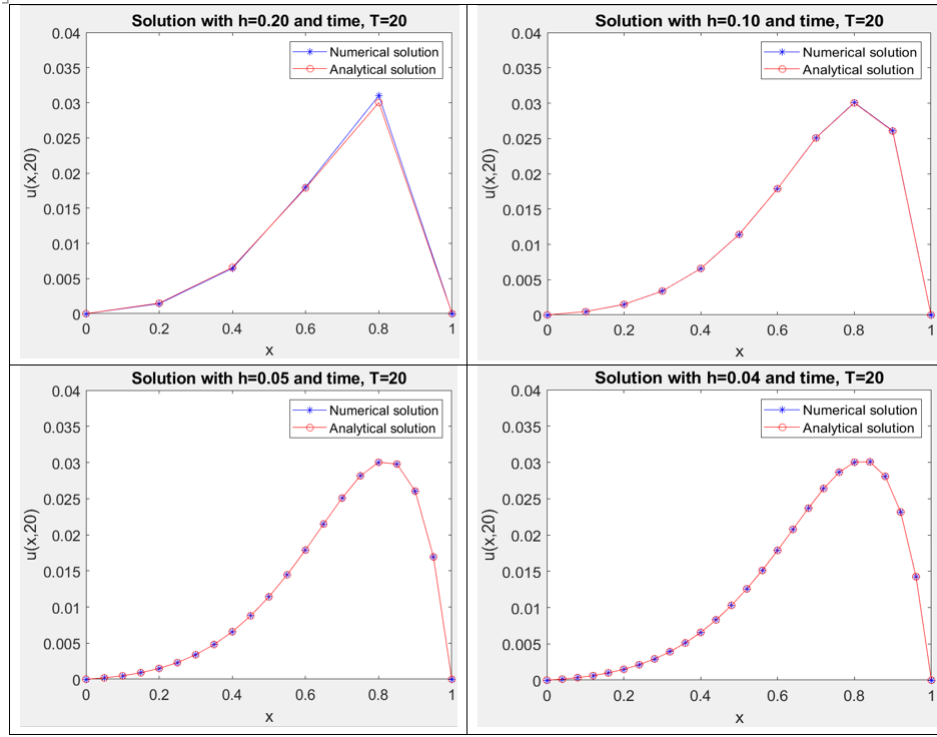 Solution with h=0.20 and time, T=20
0.04
0.035
0.03
0.025
0.02
0.015
0.01
0.005
0
u(x,20)
Numerical solution
Analytical solution
0 0.2 0.4 0.6 0.8 1
x
Solution with h=0.10 and time, T=20
0.04
0.035
0.03
0.025
0.02
0.015
0.01
0.005
0
u(x,20)
Numerical solution
Analytical solution
0 0.2 0.4 0.6 0.8 1
x
Solution with h=0.05 and time, T=20
0.04
0.035
0.03
0.025
0.02
0.015
0.01
0.005
0
u(x,20)
Numerical solution
Analytical solution
0 0.2 0.4 0.6 0.8 1
x
Solution with h=0.04 and time, T=20
0.04
0.035
0.03
0.025
0.02
0.015
0.01
0.005
0
u(x,20)
Numerical solution
Analytical solution
0 0.2 0.4 0.6 0.8 1
x